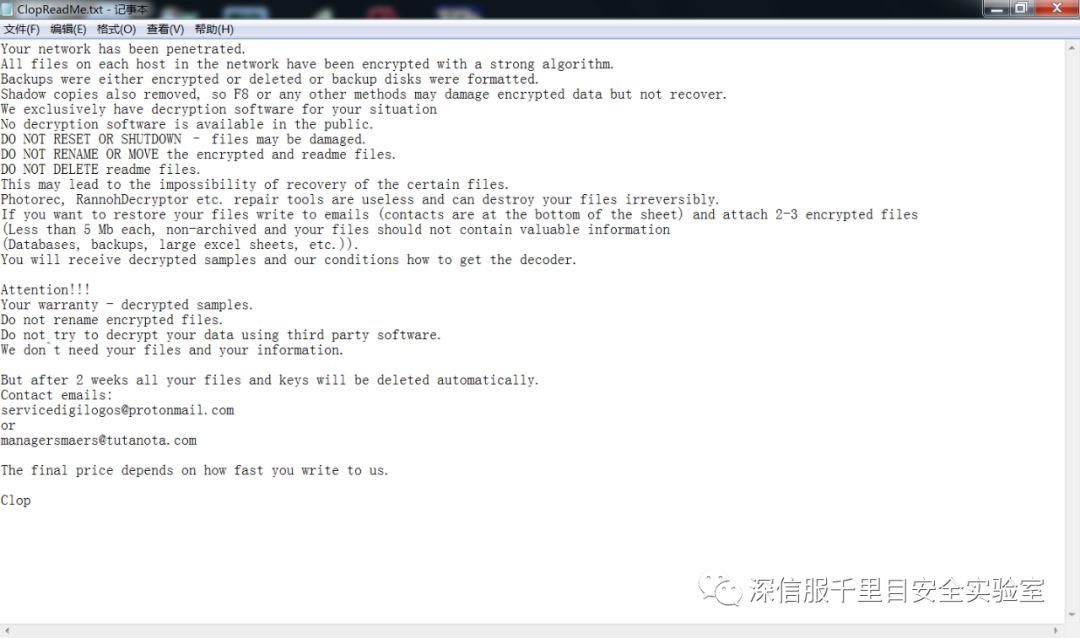 ClopReadMe.txt - 记事本
文件(F) 编辑(E) 格式(O) 查看(V) 帮助(H)
Your network has been penetrated.
All files on each host in the network have been encrypted with a strong algorithm.
Backups were either encrypted or deleted or backup disks were formatted.
Shadow copies also removed, so F8 or any other methods may damage encrypted data but not recover.
We exclusively have decryption software for your situation
No decryption software is available in the public.
DO NOT RESET OR SHUTDOWN - files may be damaged.
DO NOT RENAME OR MOVE the encrypted and readme files.
DO NOT DELETE readme files.
This may lead to the impossibility of recovery of the certain files.
Photorec, RannohDecryptor etc. repair tools are useless and can destroy your files irreversibly.
If you want to restore your files write to emails (contacts are at the bottom of the sheet) and attach 2-3 encrypted files
(Less than 5 Mb each, non-archived and your files should not contain valuable information
(Databases, backups, large excel sheets, etc.)).
You will receive decrypted samples and our conditions how to get the decoder.
Attention!!!
Your warranty - decrypted samples.
Do not rename encrypted files.
Do not try to decrypt your data using third party software.
We don`t need your files and your information.
But after 2 weeks all your files and keys will be deleted automatically.
Contact emails:
servicedigilogos@protonmail.com
or
managersmaers@tutanota.com
The final price depends on how fast you write to us.
Clop
深信服千里目安全实验室